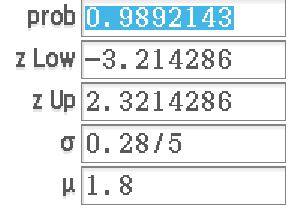 prob 0.9892143
z Low -3.214286
z Up 2.3214286
σ 0.28/5
μ 1.8